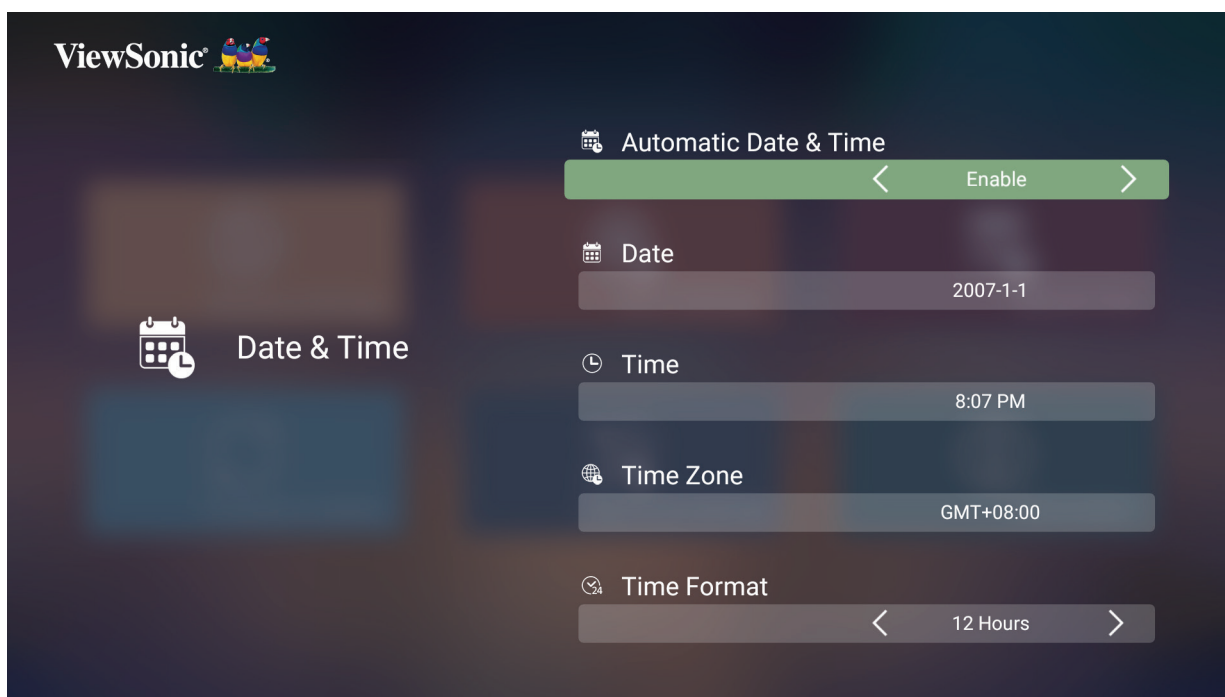 ViewSonic®
Automatic Date & Time
Enable
Date
2007-1-1
Date & Time
Time
8:07 PM
Time Zone
GMT+08:00
24
Time Format
12 Hours